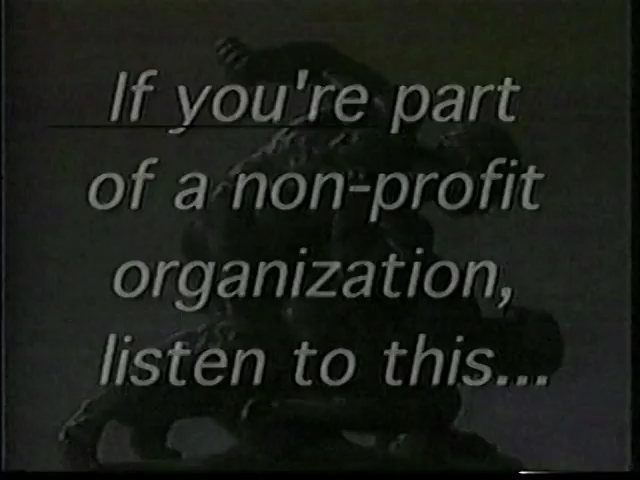 If you're part
of a non-profit
organization,
listen to this...